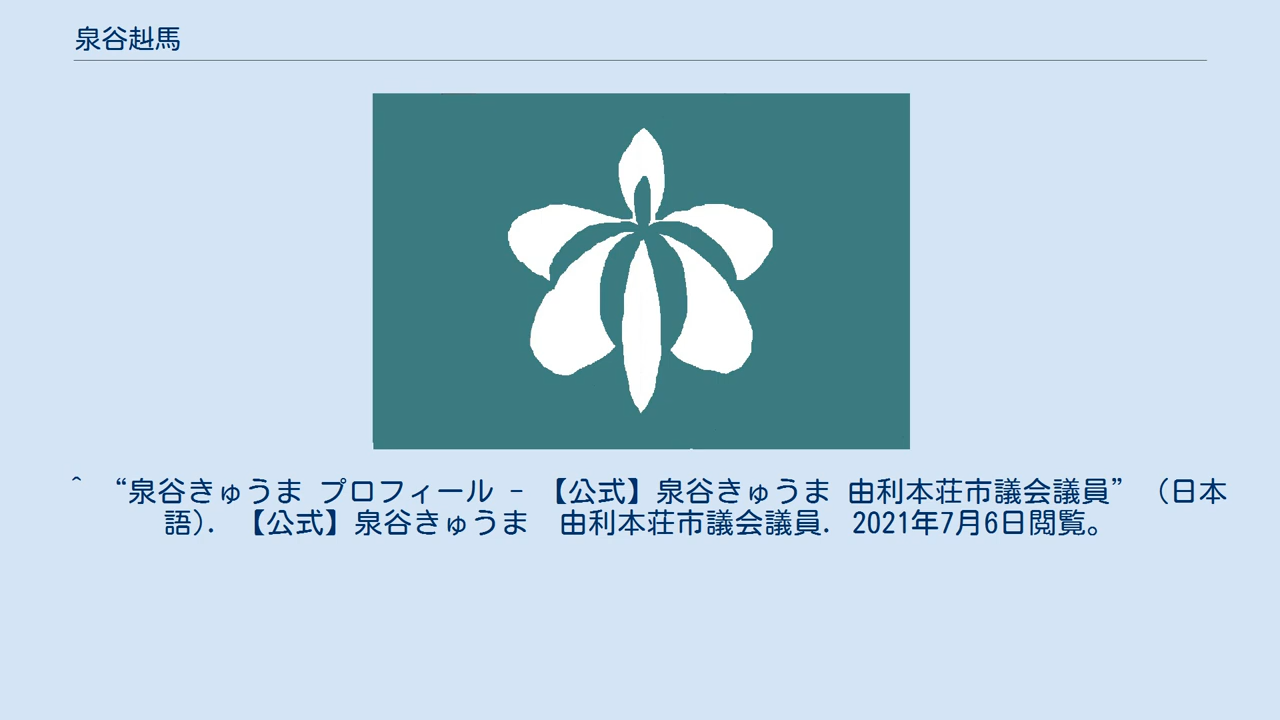 泉谷赳馬
^ “泉谷きゅうま プロフィール - 【公式】泉谷きゅうま 由利本荘市議会議員” (日本
語). 【公式】泉谷きゅうま　由利本荘市議会議員. 2021年7月6日閲覧。